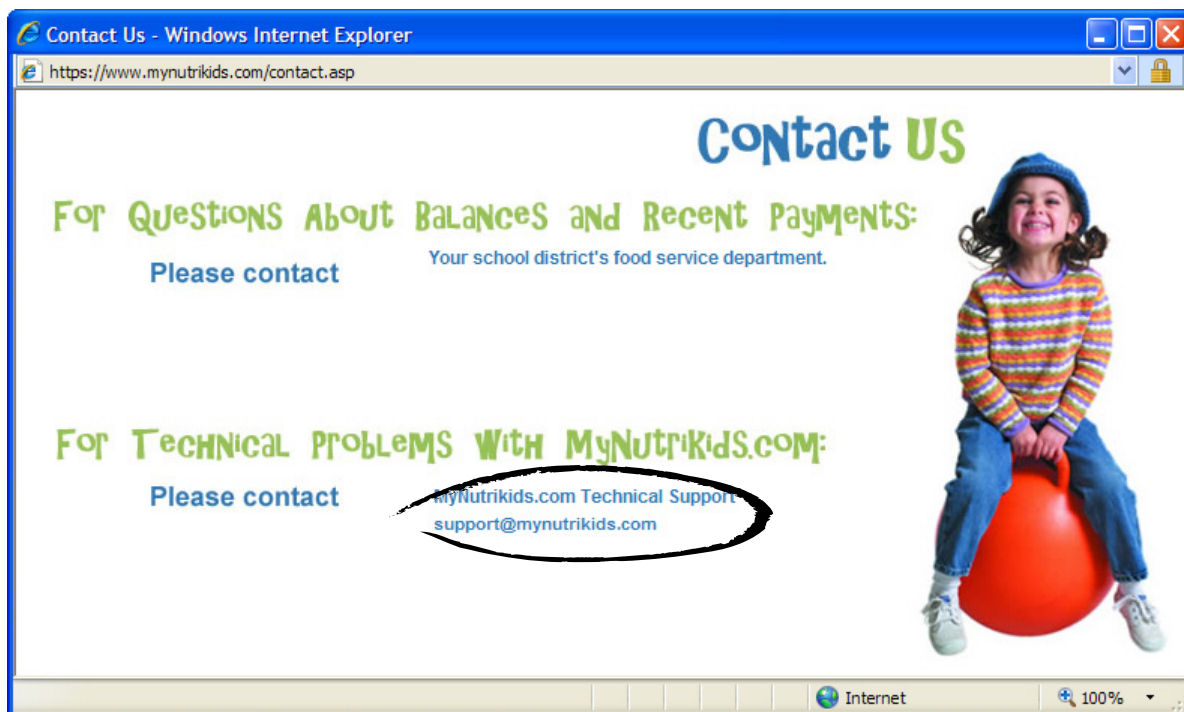 Contact Us - Windows Internet Explorer
https://www.mynutrikids.com/contact.asp
Contact Us
For Questions About Balances and Recent Payments:
Please contact
Your school district's food service department.
For Technical Problems With MyNutriKids.com:
Please contact
MyNutrikids.com Technical Support
support@mynutrikids.com
Internet
100%